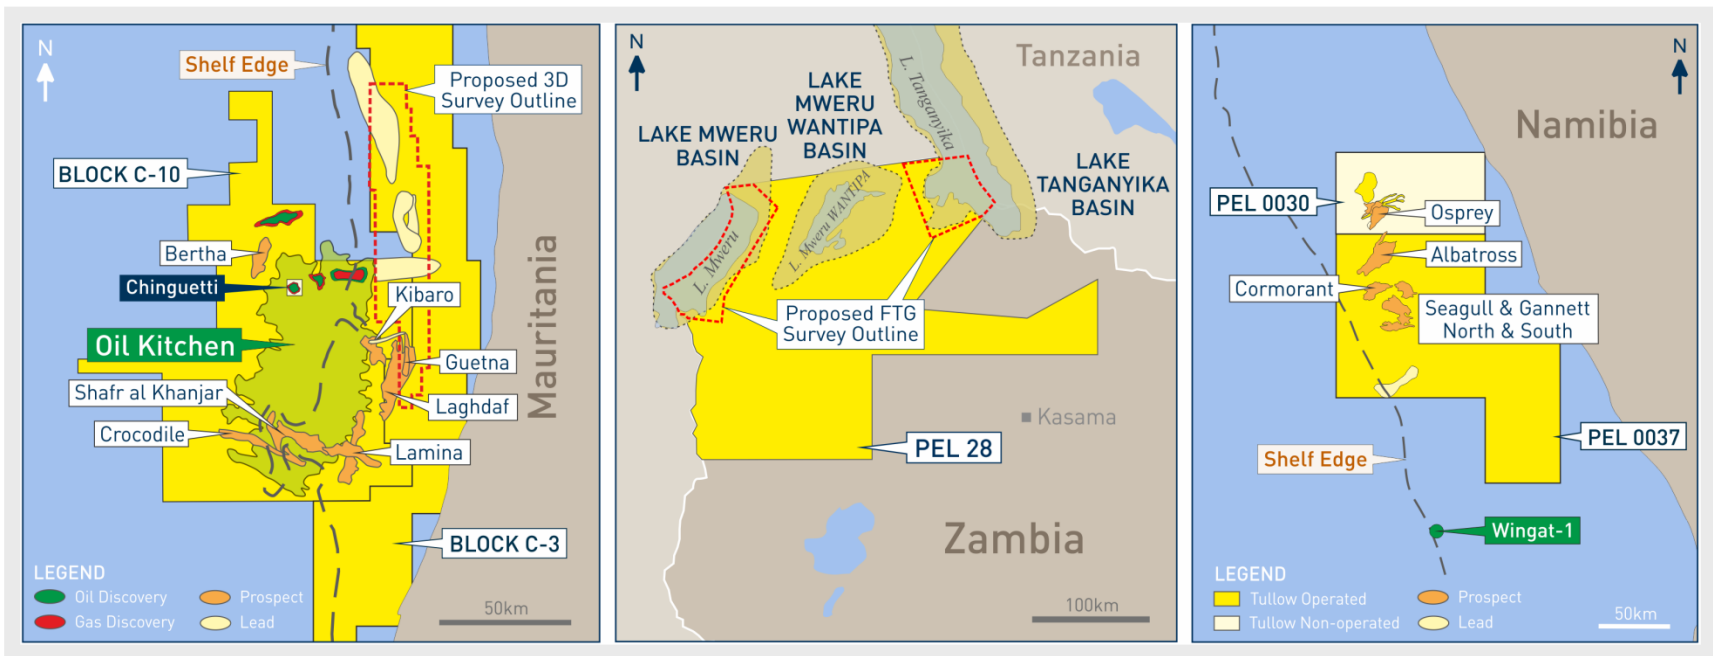 N
Shelf Edge
Proposed 3D
Survey Outline
BLOCK C-10
Bertha
Chinguetti
Kibaro
Oil Kitchen
Guetna
Shafr al Khanjar
Laghdaf
Crocodile
Lamina
Mauritania
BLOCK C-3
LEGEND
Oil Discovery
Prospect
Gas Discovery
Lead
50km
N
Tanzania
LAKE
MWERU
WANTIPA
BASIN
LAKE MWERU
BASIN
L. Tanganyika
LAKE
TANGANYIKA
BASIN
L. Mweru WANTIPA
L. Mweru
Proposed FTG
Survey Outline
Kasama
PEL 28
Zambia
100km
N
Namibia
PEL 0030
Osprey
Albatross
Cormorant
Seagull & Gannett
North & South
PEL 0037
Shelf Edge
Wingat-1
LEGEND
Tullow Operated
Prospect
Tullow Non-operated
Lead
50km